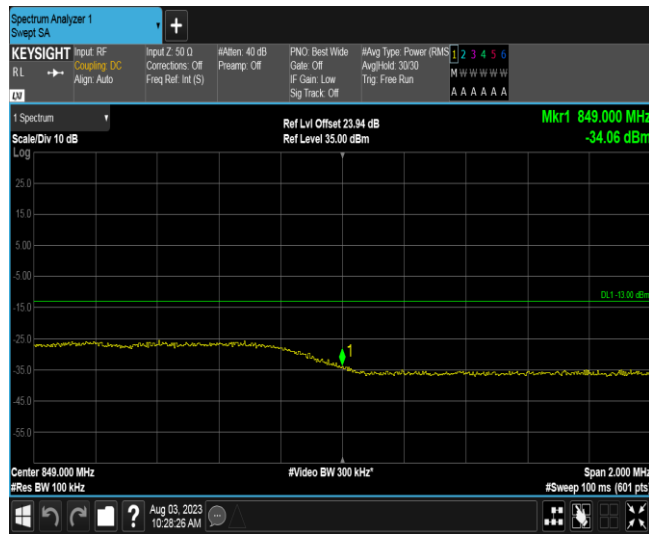 Spectrum Analyzer 1
Swept SA
KEYSIGHT
RL
LXI
Input: RF
Coupling: DC
Align: Auto
Input Z: 50 Ω
Corrections: Off
Freq Ref: Int (S)
#Atten: 40 dB
Preamp: Off
PNO: Best Wide
Gate: Off
IF Gain: Low
Sig Track: Off
#Avg Type: Power (RMS
Avg|Hold: 30/30
Trig: Free Run
1 2 3 4 5 6
M W W W W W
A A A A A A
1 Spectrum
Scale/Div 10 dB
Log
Ref Lvl Offset 23.94 dB
Ref Level 35.00 dBm
Mkr1 849.000 MHz
-34.06 dBm
25.0
15.0
5.00
-5.00
DL1 -13.00 dBm
-15.0
-25.0
1
-35.0
-45.0
-55.0
Center 849.000 MHz
#Res BW 100 kHz
#Video BW 300 kHz*
Span 2.000 MHz
#Sweep 100 ms (601 pts
?
Aug 03, 2023
10:28:26 AM